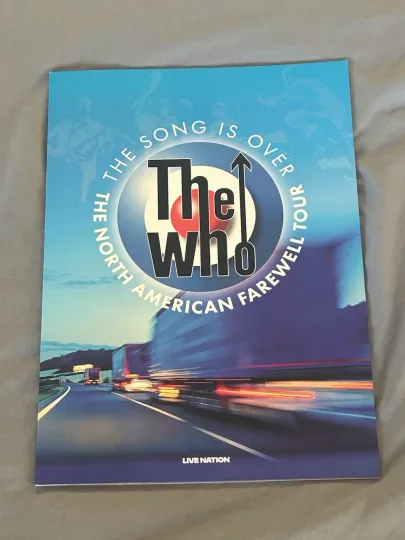 THE SONG IS OVER
The
Who
THE NORTH AMERICAN FAREWELL TOUR
LIVE NATION